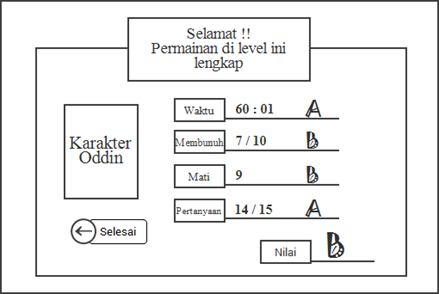 Selamat !!
Permainan di level ini
lengkap
Karakter
Oddin
Waktu 60 : 01 A
Membunuh 7 / 10 B
Mati 9 B
Pertanyaan 14 / 15 A
Selesai
Nilai B